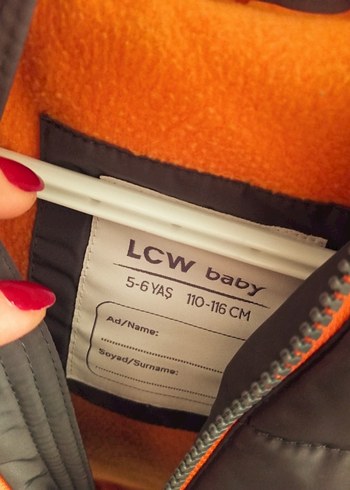 LCW baby
5-6 YAŞ 110-116 CM
Ad/Name:
Soyad/Surname: